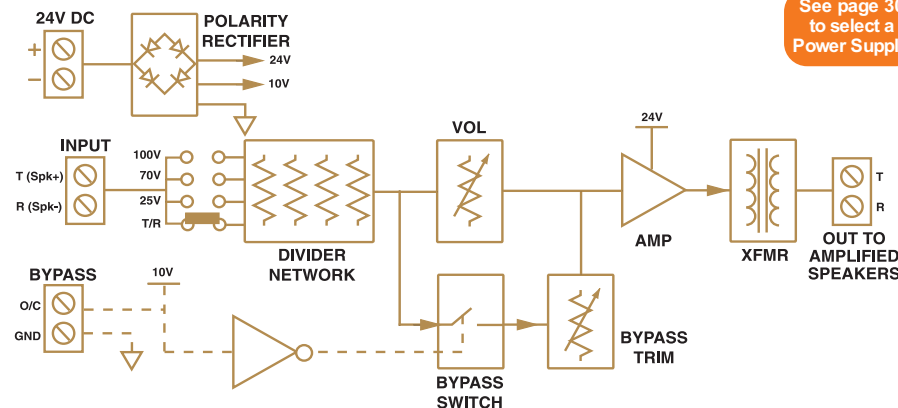 24V DC
+
−
POLARITY
RECTIFIER
24V
10V
See page 30
to select a
Power Suppl
INPUT
T (Spk+)
R (Spk-)
100V
70V
25V
T/R
DIVIDER
NETWORK
VOL
24V
AMP
XFMR
T
R
OUT TO
AMPLIFIED
SPEAKERS
BYPASS
O/C
GND
10V
BYPASS
SWITCH
BYPASS
TRIM